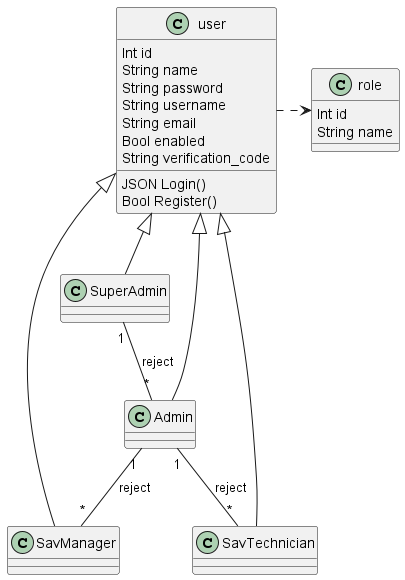 C user
Int id
String name
String password
String username
String email
Bool enabled
String verification_code
JSON Login()
Bool Register()
C role
Int id
String name
C SuperAdmin
1
reject
*
C Admin
1
reject
*
1
reject
*
C SavManager
C SavTechnician